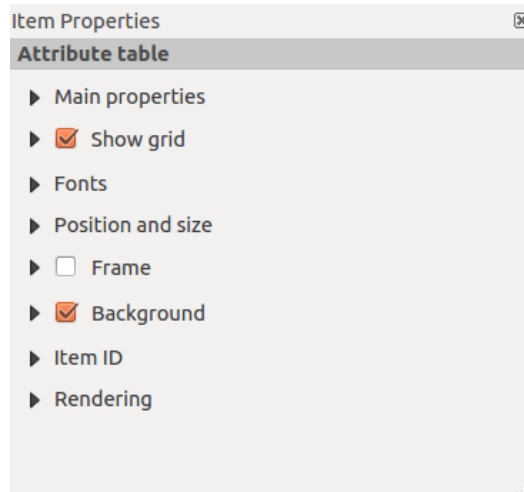 Item Properties
Attribute table
Main properties
Show grid
Fonts
Position and size
Frame
Background
Item ID
Rendering